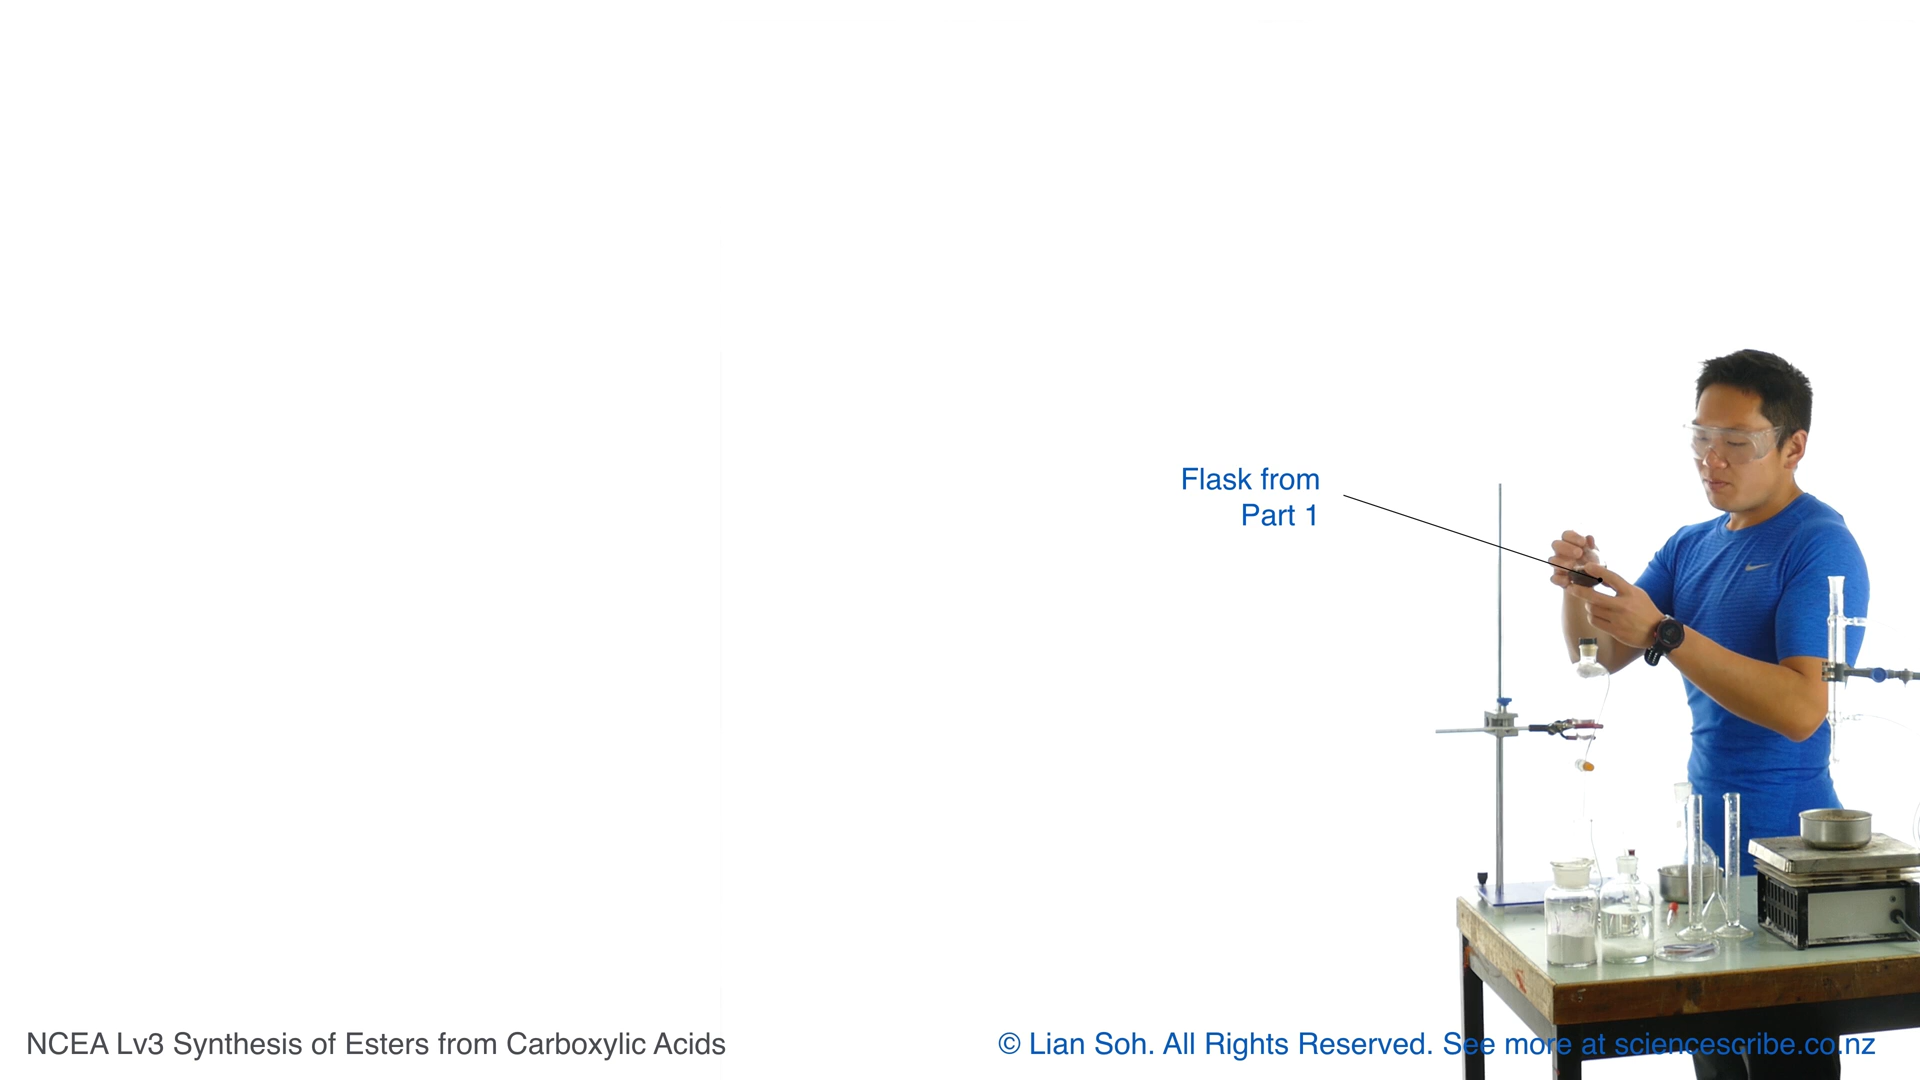 Flask from
Part 1
NCEA Lv3 Synthesis of Esters from Carboxylic Acids
© Lian Soh. All Rights Reserved. See more at sciencescribe.co.nz